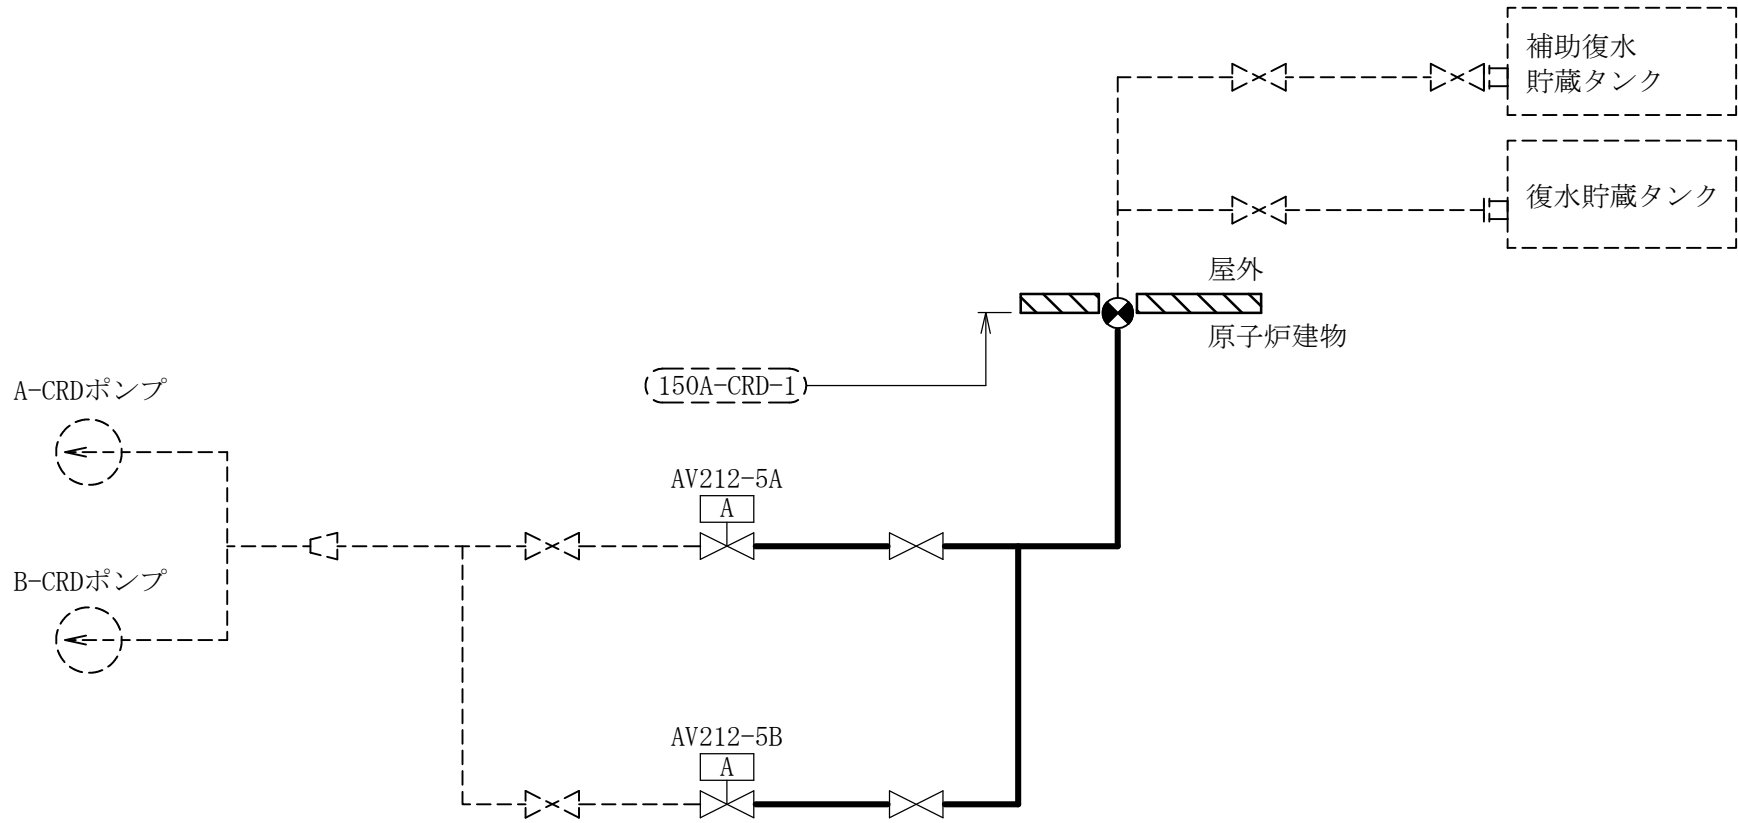 補助復水
貯蔵タンク
復水貯蔵タンク
屋外
原子炉建物
150A-CRD-1
A-CRDポンプ
AV212-5A
A
B-CRDポンプ
AV212-5B
A